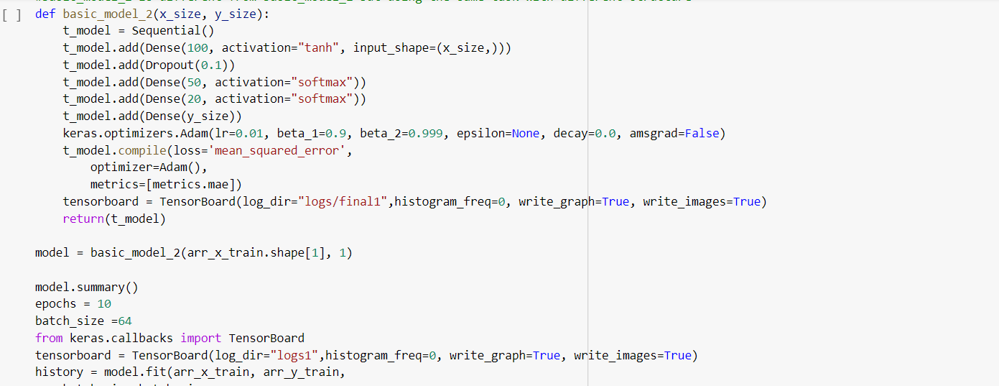 [ ] def basic_model_2(x_size, y_size):
    t_model = Sequential()
    t_model.add(Dense(100, activation="tanh", input_shape=(x_size,)))
    t_model.add(Dropout(0.1))
    t_model.add(Dense(50, activation="softmax"))
    t_model.add(Dense(20, activation="softmax"))
    t_model.add(Dense(y_size))
    keras.optimizers.Adam(lr=0.01, beta_1=0.9, beta_2=0.999, epsilon=None, decay=0.0, amsgrad=False)
    t_model.compile(loss='mean_squared_error',
        optimizer=Adam(),
        metrics=[metrics.mae])
    tensorboard = TensorBoard(log_dir="logs/final1",histogram_freq=0, write_graph=True, write_images=True)
    return(t_model)

model = basic_model_2(arr_x_train.shape[1], 1)

model.summary()
epochs = 10
batch_size =64
from keras.callbacks import TensorBoard
tensorboard = TensorBoard(log_dir="logs1",histogram_freq=0, write_graph=True, write_images=True)
history = model.fit(arr_x_train, arr_y_train,